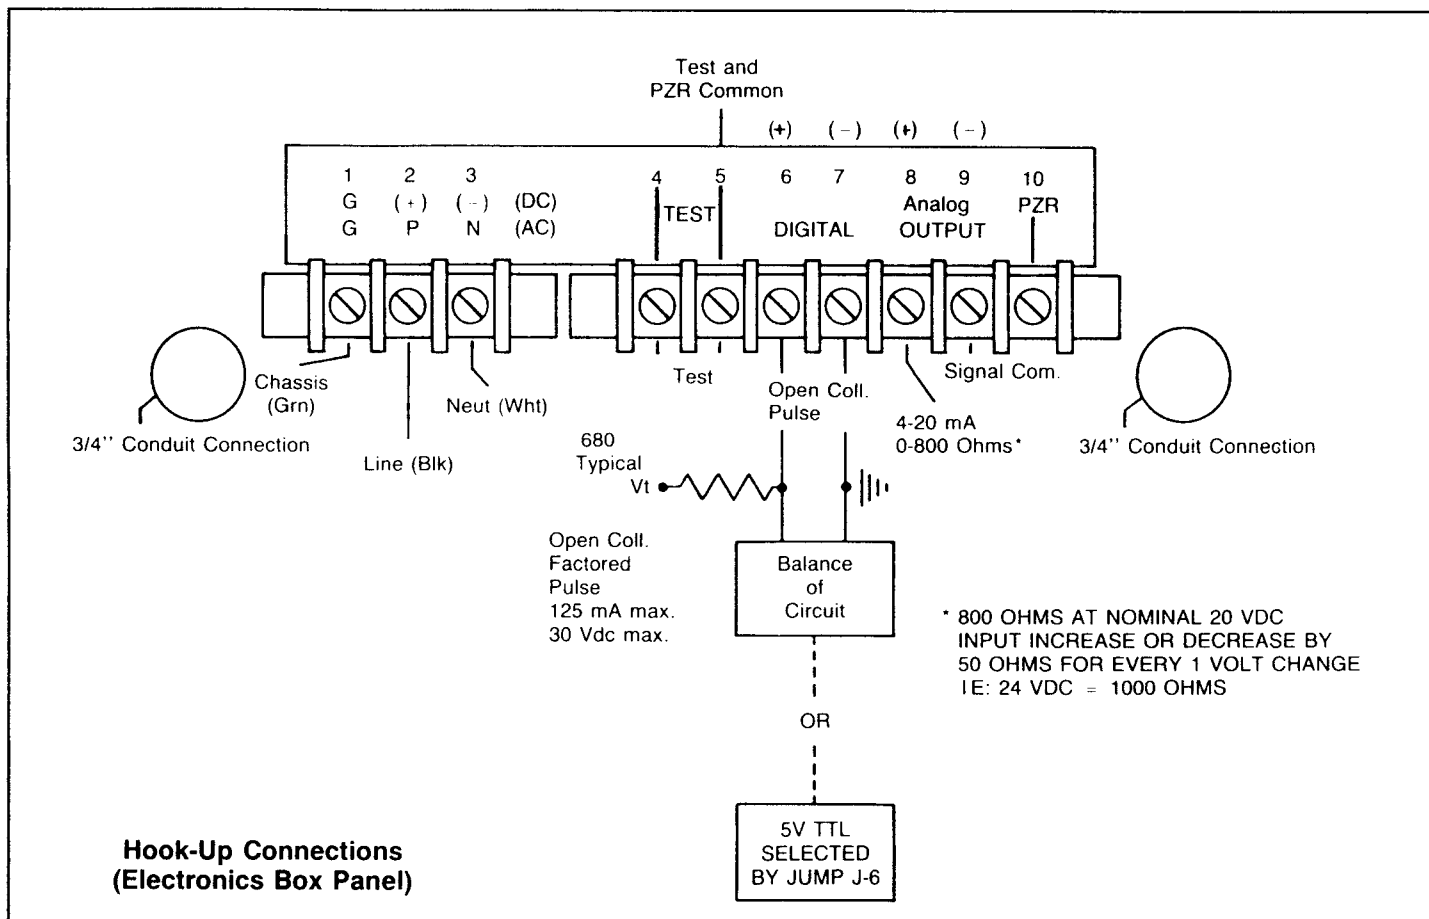 Test and
PZR Common
(+) (-) (+) (-)
1 2 3 4 5 6 7 8 9 10
G (+) (-) (DC) TEST Analog PZR
G P N (AC) DIGITAL OUTPUT
Chassis
(Grn)
Neut (Wht)
Line (Blk)
3/4'' Conduit Connection
Test
Open Coll.
Pulse
Signal Com.
4-20 mA
0-800 Ohms*
3/4'' Conduit Connection
680
Typical
Vt
Open Coll.
Factored
Pulse
125 mA max.
30 Vdc max.
Balance
of
Circuit
* 800 OHMS AT NOMINAL 20 VDC
INPUT INCREASE OR DECREASE BY
50 OHMS FOR EVERY 1 VOLT CHANGE
IE: 24 VDC = 1000 OHMS
OR
5V TTL
SELECTED
BY JUMP J-6
Hook-Up Connections
(Electronics Box Panel)